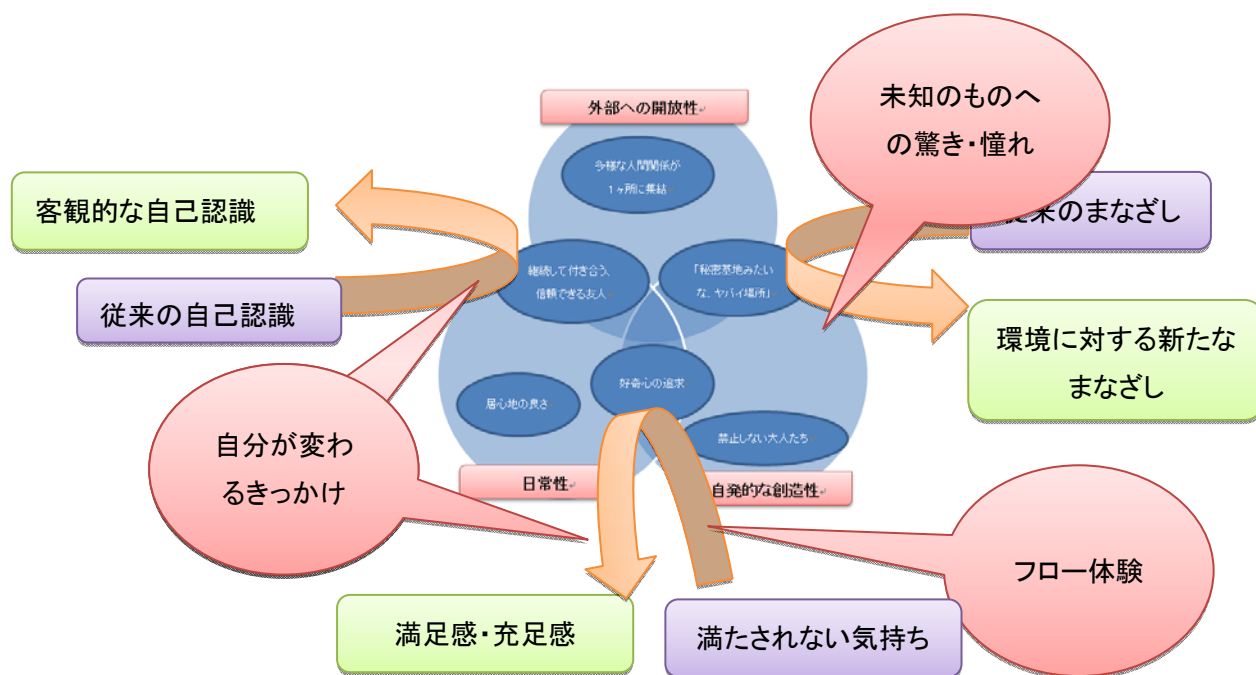 外部への開放性
未知のものへ
の驚き・憧れ
多様な人間関係が
1ヶ所に集結
客観的な自己認識
従来のまなざし
継続して付き合う、
信頼できる友人
「秘密基地みたい
な、ヤバイ場所」
従来の自己認識
環境に対する新たな
まなざし
好奇心の追求
居心地の良さ
禁止しない大人たち
自分が変わ
るきっかけ
日常性
自発的な創造性
フロー体験
満足感・充足感
満たされない気持ち